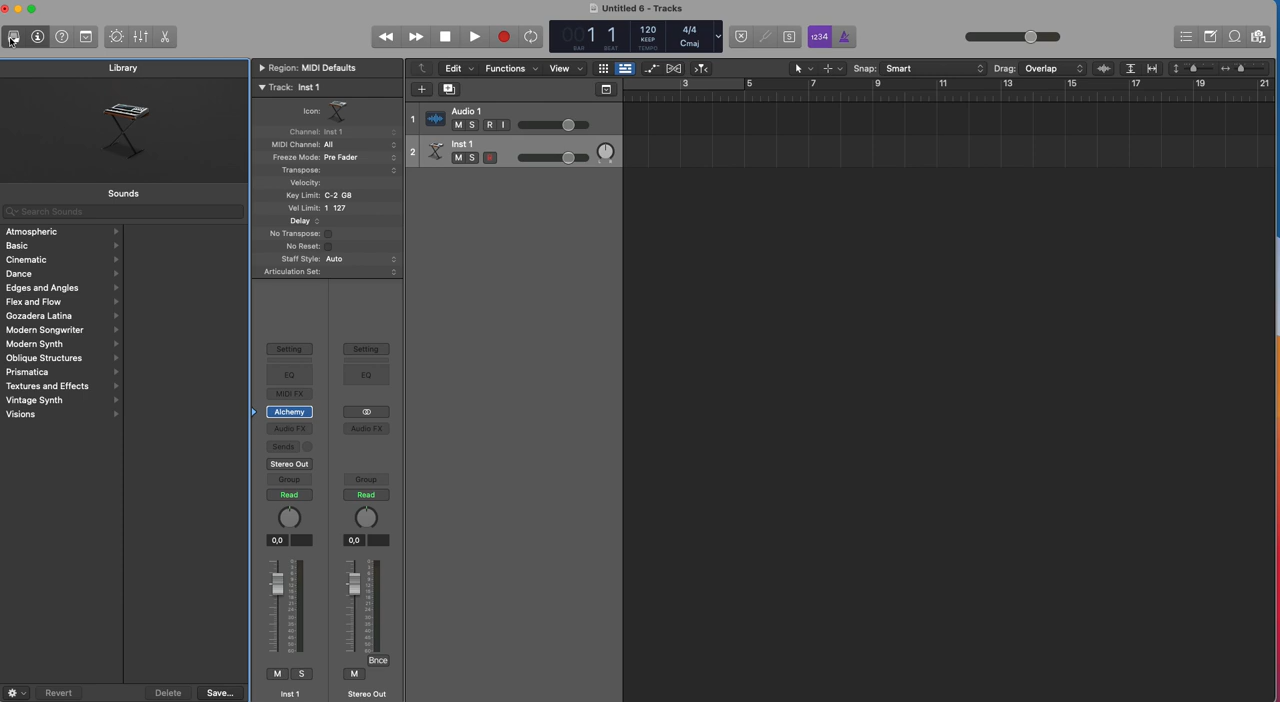 Untitled 6 - Tracks
001 1
BAR BEAT
120
KEEP
TEMPO
4/4
Cmaj
S
1234
Library
Sounds
Search Sounds
Atmospheric
Basic
Cinematic
Dance
Edges and Angles
Flex and Flow
Gozadera Latina
Modern Songwriter
Modern Synth
Oblique Structures
Prismatica
Textures and Effects
Vintage Synth
Visions
Revert
Delete
Save...
Region: MIDI Defaults
Track: Inst 1
Icon:
Channel: Inst 1
MIDI Channel: All
Freeze Mode: Pre Fader
Transpose:
Velocity:
Key Limit: C-2 G8
Vel Limit: 1 127
Delay
No Transpose:
No Reset:
Staff Style: Auto
Articulation Set:
Setting Setting
EQ EQ
MIDI FX
Alchemy
Audio FX Audio FX
Sends
Stereo Out
Group Group
Read Read
0,0 0,0
Bnce
M S M
Inst 1 Stereo Out
Edit Functions View
Snap: Smart
Drag: Overlap
3 5 7 9 11 13 15 17 19 21
1 Audio 1
M S R I
2 Inst 1
M S R